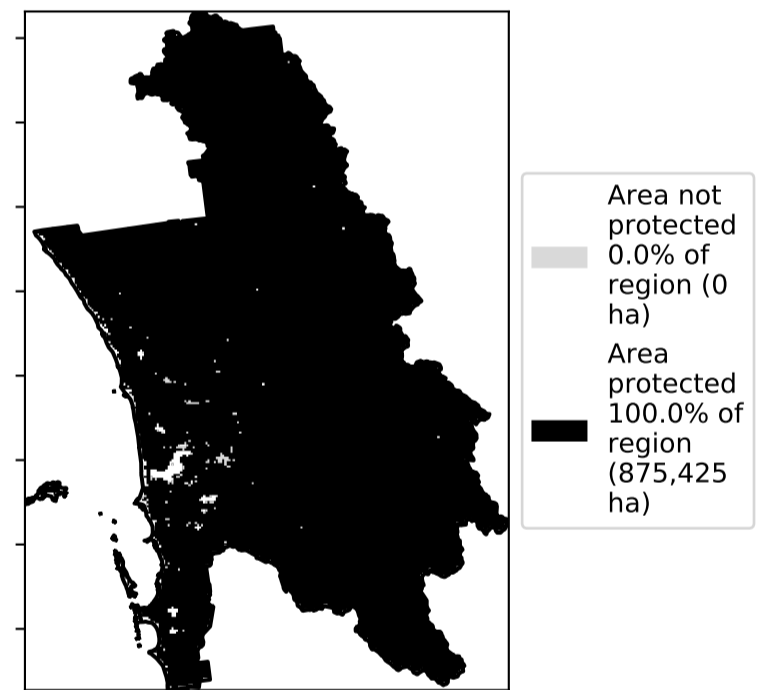 Area not
protected
0.0% of
region (0
ha)
Area
protected
100.0% of
region
(875,425
ha)